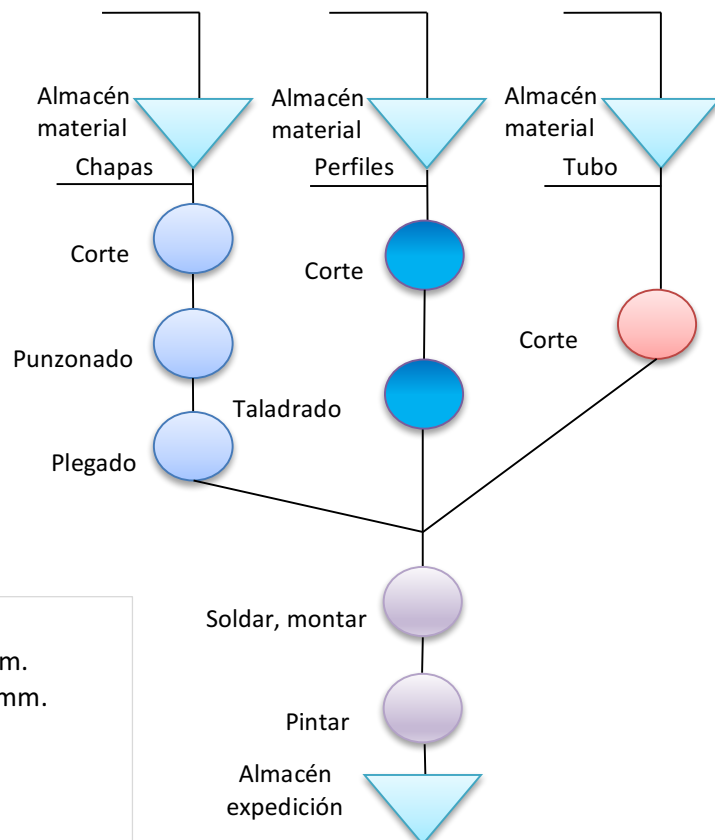 Almacén
material
Almacén
material
Almacén
material
Chapas
Perfiles
Tubo
Corte
Corte
Corte
Punzonado
Taladrado
Plegado
Soldar, montar
m.
mm.
Pintar
Almacén
expedición